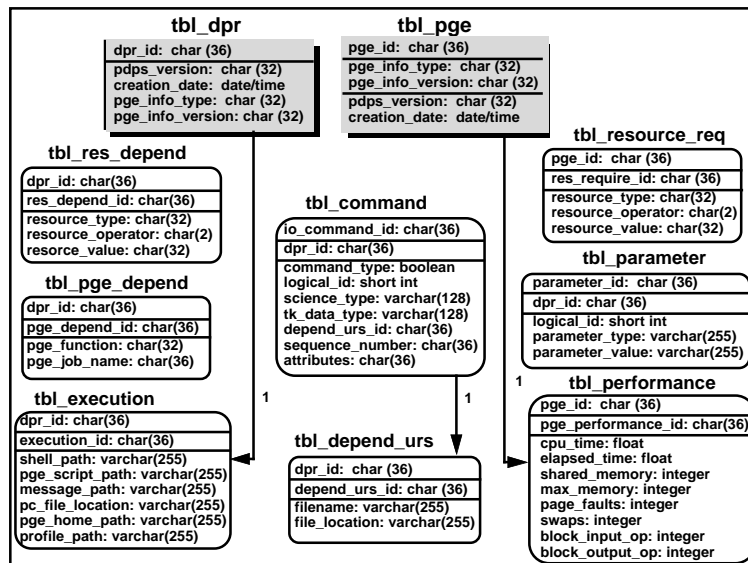 tbl_dpr
dpr_id: char (36)
pdps_version: char (32)
creation_date: date/time
pge_info_type: char (32)
pge_info_version: char (32)
tbl_pge
pge_id: char (36)
pge_info_type: char (32)
pge_info_version: char (32)
pdps_version: char (32)
creation_date: date/time
tbl_res_depend
dpr_id: char(36)
res_depend_id: char(36)
resource_type: char(32)
resource_operator: char(2)
resorce_value: char(32)
tbl_command
io_command_id: char(36)
dpr_id: char(36)
command_type: boolean
logical_id: short int
science_type: varchar(128)
tk_data_type: varchar(128)
depend_urs_id: char(36)
sequence_number: char(36)
attributes: char(36)
tbl_resource_req
pge_id: char (36)
res_require_id: char(36)
resource_type: char(32)
resource_operator: char(2)
resource_value: char(32)
tbl_pge_depend
dpr_id: char(36)
pge_depend_id: char(36)
pge_function: char(32)
pge_job_name: char(36)
tbl_parameter
parameter_id: char (36)
dpr_id: char (36)
logical_id: short int
parameter_type: varchar(255)
parameter_value: varchar(255)
tbl_execution
1
dpr_id: char(36)
execution_id: char(36)
shell_path: varchar(255)
pge_script_path: varchar(255)
message_path: varchar(255)
pc_file_location: varchar(255)
pge_home_path: varchar(255)
profile_path: varchar(255)
1
tbl_depend_urs
dpr_id: char (36)
depend_urs_id: char (36)
filename: varchar(255)
file_location: varchar(255)
1
tbl_performance
pge_id: char (36)
pge_performance_id: char(36)
cpu_time: float
elapsed_time: float
shared_memory: integer
max_memory: integer
page_faults: integer
swaps: integer
block_input_op: integer
block_output_op: integer